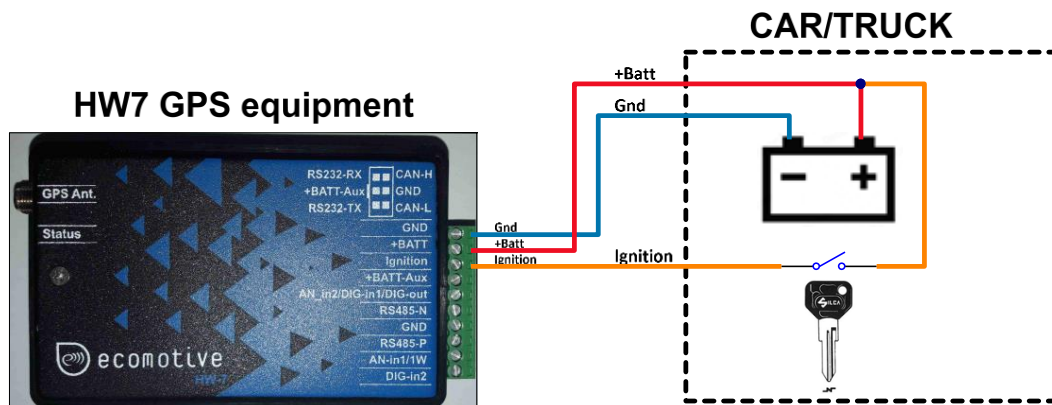 CAR/TRUCK
HW7 GPS equipment
+Batt
Gnd
RS232-RX CAN-H
+BATT-Aux GND
RS232-TX CAN-L
GPS Ant.
Status
GND
+BATT
Ignition
+BATT-Aux
AN_in2/DIG-in1/DIG-out
RS485-N
GND
RS485-P
AN-in1/1W
DIG-in2
ecomotive
HW-7
Gnd
+Batt
Ignition
Ignition
SILCA